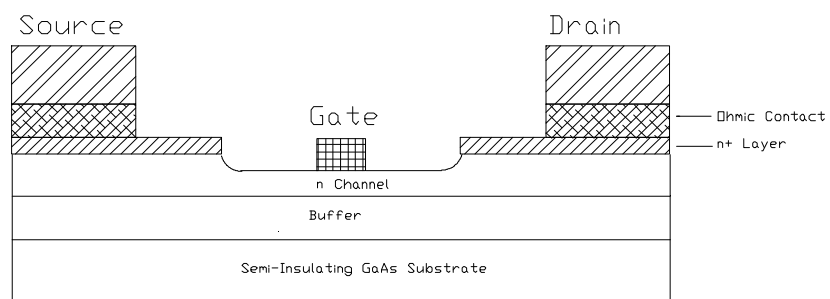 Source
Drain
Gate
Ohmic Contact
n+ Layer
n Channel
Buffer
Semi-Insulating GaAs Substrate